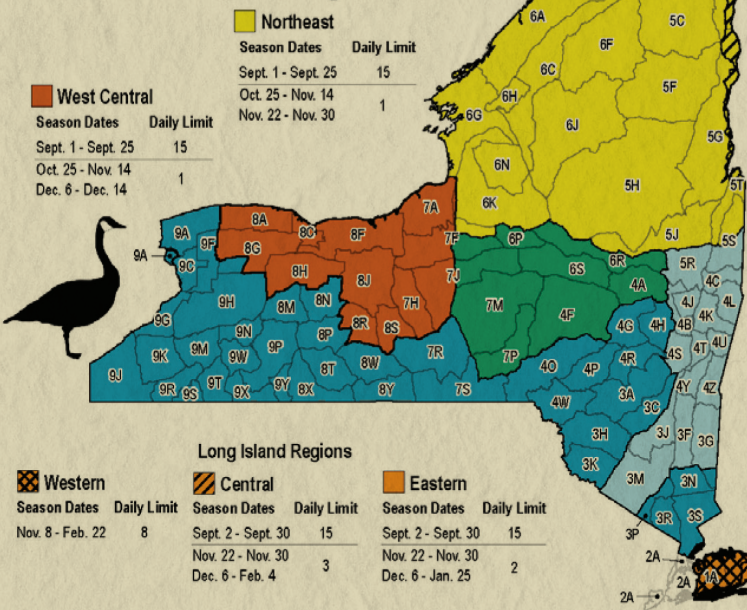 Northeast
Season Dates Daily Limit
Sept. 1 - Sept. 25 15
Oct. 25 - Nov. 14
Nov. 22 - Nov. 30
1
West Central
Season Dates Daily Limit
Sept. 1 - Sept. 25 15
Oct. 25 - Nov. 14
Dec. 6 - Dec. 14
1
6A 5C
6F
6C
6H 5F
6G 6J
5G
6N
5H 5T
6K
7A
8A 8C 8F
9A 9F 7F 6P 5J 5S
9A 9C 8G
8H 8J 7J 6S 6R 5R
4A 4C
9H 8M 8N 7H 7M 4F 4J 4L
9G 8R 8S 4G 4H 4B 4K
9N 8P
9K 9M 9W 9P 7R 7P 4R 4S 4T 4U
9J 8T 8W 4O 4P
9R 9S 9T 9X 9Y 8X 8Y 7S 4W 3A 4Y 4Z
3C
3H 3J 3F 3G
3K 3M
3N
3P 3R 3S
2A
2A 1A
2A
Long Island Regions
Western
Season Dates Daily Limit
Nov. 8 - Feb. 22 8
Central
Season Dates Daily Limit
Sept. 2 - Sept. 30 15
Nov. 22 - Nov. 30
Dec. 6 - Feb. 4
3
Eastern
Season Dates Daily Limit
Sept. 2 - Sept. 30 15
Nov. 22 - Nov. 30
Dec. 6 - Jan. 25
2